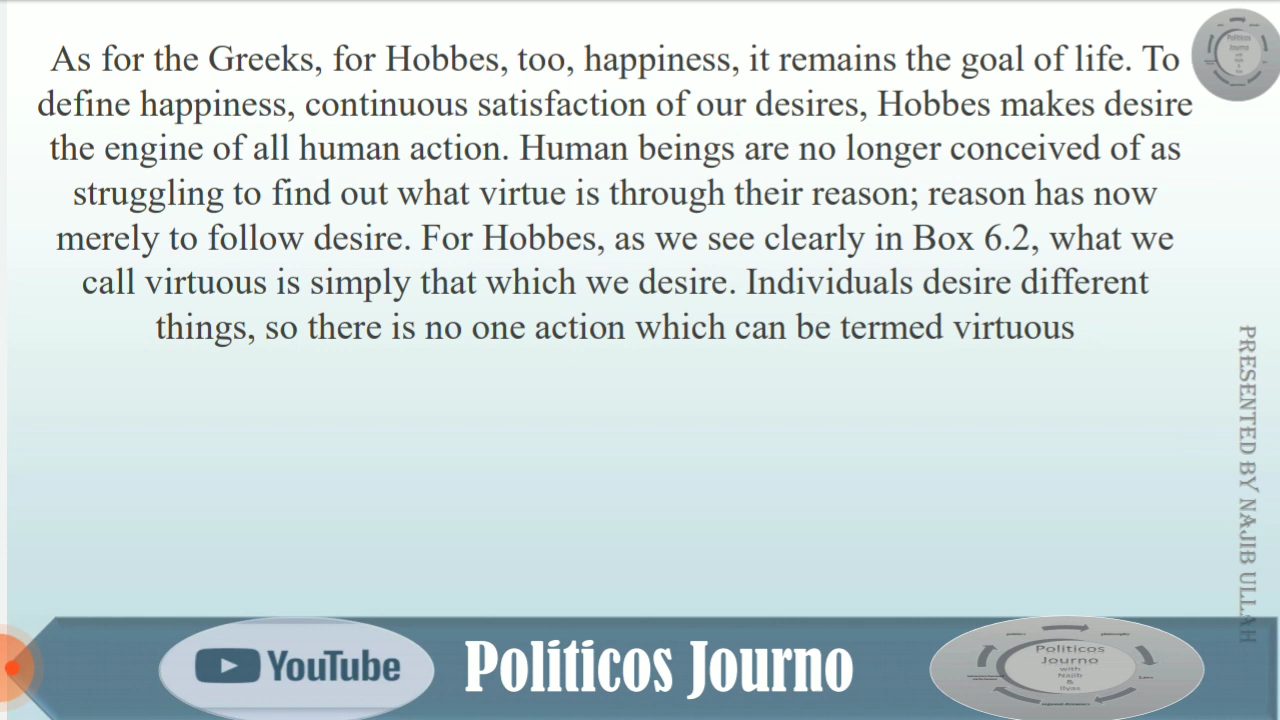 As for the Greeks, for Hobbes, too, happiness, it remains the goal of life. To
define happiness, continuous satisfaction of our desires, Hobbes makes desire
the engine of all human action. Human beings are no longer conceived of as
struggling to find out what virtue is through their reason; reason has now
merely to follow desire. For Hobbes, as we see clearly in Box 6.2, what we
call virtuous is simply that which we desire. Individuals desire different
things, so there is no one action which can be termed virtuous
Politicos
Journo
PRESENTED BY NAJIB ULLAH
YouTube
Politicos Journo
Politicos
Journo
with
Najib
&
Ilyas